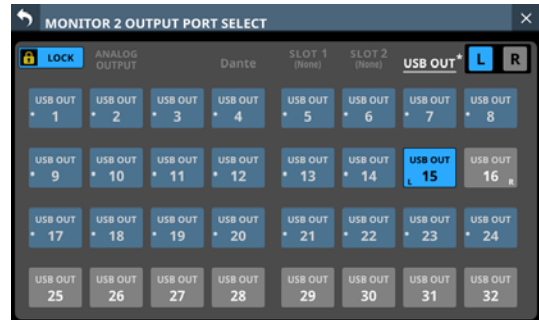 MONITOR 2 OUTPUT PORT SELECT
LOCK
ANALOG OUTPUT
Dante
SLOT 1 (None)
SLOT 2 (None)
USB OUT*
L
R
USB OUT 1
USB OUT 2
USB OUT 3
USB OUT 4
USB OUT 5
USB OUT 6
USB OUT 7
USB OUT 8
USB OUT 9
USB OUT 10
USB OUT 11
USB OUT 12
USB OUT 13
USB OUT 14
USB OUT L 15
USB OUT 16 R
USB OUT 17
USB OUT 18
USB OUT 19
USB OUT 20
USB OUT 21
USB OUT 22
USB OUT 23
USB OUT 24
USB OUT 25
USB OUT 26
USB OUT 27
USB OUT 28
USB OUT 29
USB OUT 30
USB OUT 31
USB OUT 32